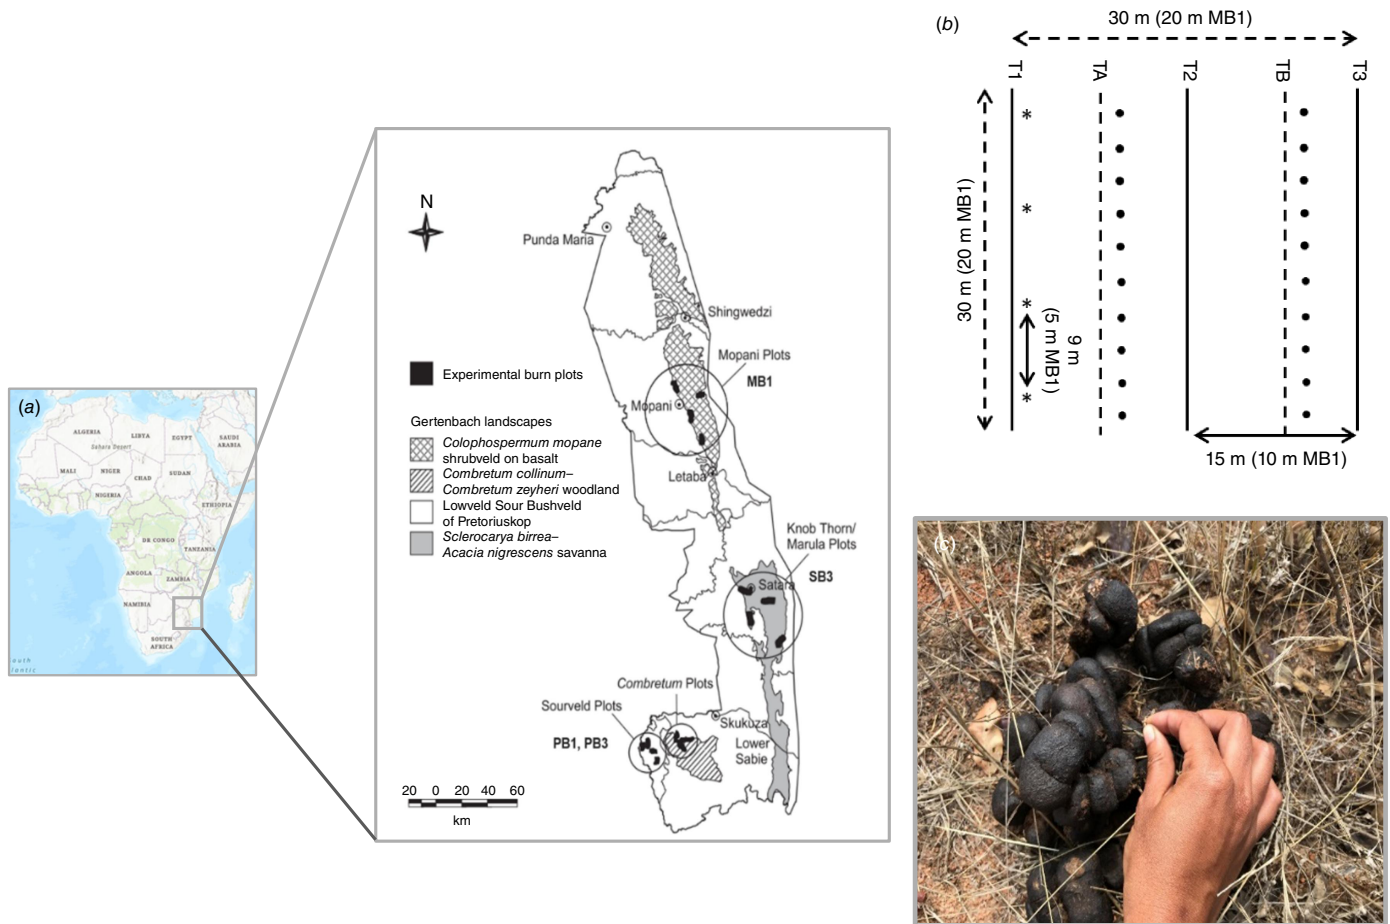 (a)
ALGERIA
LIBYA
EGYPT
SAUDI
ARABIA
Sahara Desert
MALI
NIGER
CHAD
SUDAN
NIGERIA
ETHIOPIA
DR CONGO
TANZANIA
ANGOLA
ZAMBIA
NAMIBIA
SOUTH
AFRICA
outh
lantic
N
Punda Maria
Shingwedzi
Mopani Plots
MB1
Mopani
Letaba
Knob Thorn/
Marula Plots
SB3
Satara
Combretum Plots
Sourveld Plots
PB1, PB3
Skukuza
Lower
Sabie
Experimental burn plots
Gertenbach landscapes
Colophospermum mopane
shrubveld on basalt
Combretum collinum–
Combretum zeyheri woodland
Lowveld Sour Bushveld
of Pretoriuskop
Sclerocarya birrea–
Acacia nigrescens savanna
20 0 20 40 60
km
(b)
30 m (20 m MB1)
T1
TA
T2
TB
T3
30 m (20 m MB1)
9 m
(5 m MB1)
15 m (10 m MB1)
(c)